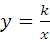 y = k/x